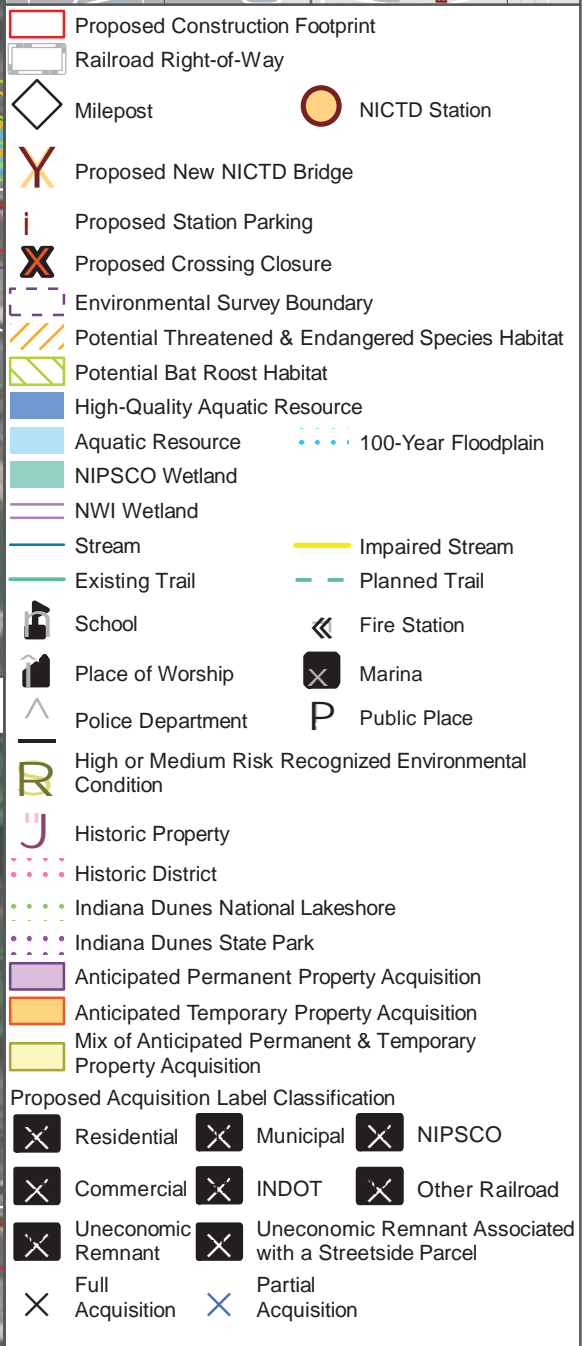 Proposed Construction Footprint
Railroad Right-of-Way
Milepost
NICTD Station
Proposed New NICTD Bridge
Proposed Station Parking
Proposed Crossing Closure
Environmental Survey Boundary
Potential Threatened & Endangered Species Habitat
Potential Bat Roost Habitat
High-Quality Aquatic Resource
Aquatic Resource
100-Year Floodplain
NIPSCO Wetland
NWI Wetland
Stream
Impaired Stream
Existing Trail
Planned Trail
School
Fire Station
Place of Worship
Marina
Police Department
P Public Place
High or Medium Risk Recognized Environmental
Condition
Historic Property
Historic District
Indiana Dunes National Lakeshore
Indiana Dunes State Park
Anticipated Permanent Property Acquisition
Anticipated Temporary Property Acquisition
Mix of Anticipated Permanent & Temporary
Property Acquisition
Proposed Acquisition Label Classification
Residential
Municipal
NIPSCO
Commercial
INDOT
Other Railroad
Uneconomic
Remnant
Uneconomic Remnant Associated
with a Streetside Parcel
Full
Acquisition
Partial
Acquisition